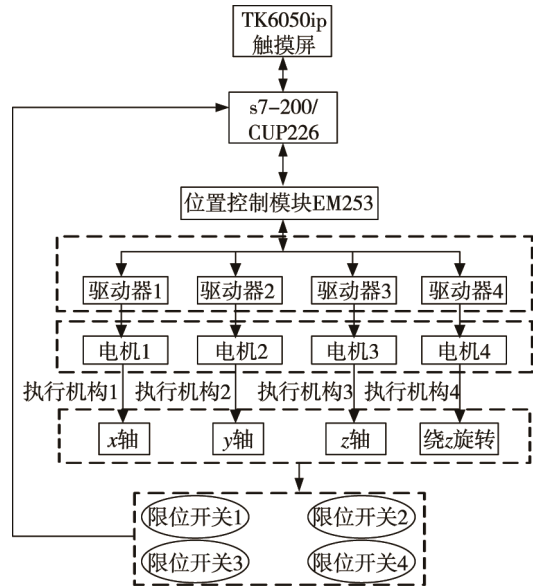 TK6050ip
触摸屏
s7-200/
CUP226
位置控制模块EM253
驱动器1 驱动器2 驱动器3 驱动器4
电机1 电机2 电机3 电机4
执行机构1 执行机构2 执行机构3 执行机构4
x轴 y轴 z轴 绕z旋转
限位开关1 限位开关2
限位开关3 限位开关4